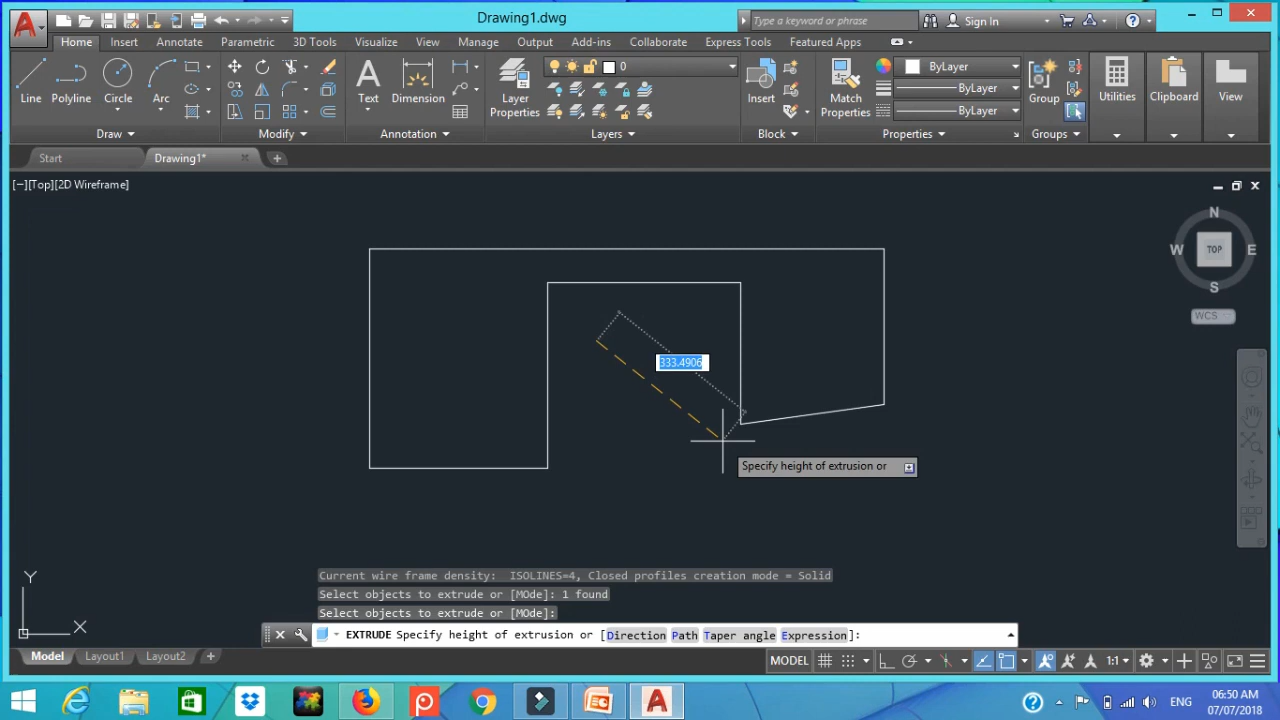 Drawing1.dwg
Type a keyword or phrase
Sign In
Home Insert Annotate Parametric 3D Tools Visualize View Manage Output Add-ins Collaborate Express Tools Featured Apps
Line Polyline Circle Arc
Text Dimension
Layer Properties
0
Insert
Match Properties
ByLayer
ByLayer
ByLayer
Group
Utilities
Clipboard
View
Draw Modify Annotation Layers Block Properties Groups
Start Drawing1*
[−][Top][2D Wireframe]
N
W TOP E
S
WCS
333.4906
Specify height of extrusion or
Y
X
Current wire frame density: ISOLINES=4, Closed profiles creation mode = Solid
Select objects to extrude or [MOde]: 1 found
Select objects to extrude or [MOde]:
EXTRUDE Specify height of extrusion or [Direction Path Taper angle Expression]:
Model Layout1 Layout2
MODEL 1:1
ENG
06:50 AM
07/07/2018